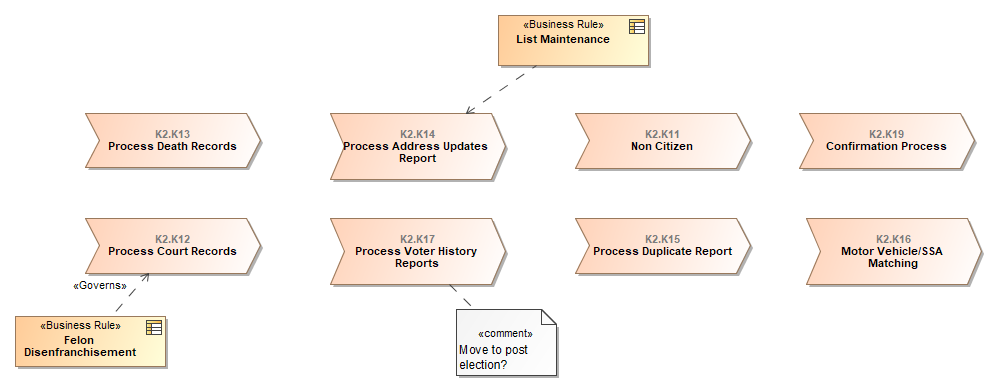 «Business Rule»
List Maintenance
K2.K13
Process Death Records
K2.K14
Process Address Updates
Report
K2.K11
Non Citizen
K2.K19
Confirmation Process
K2.K12
Process Court Records
K2.K17
Process Voter History
Reports
K2.K15
Process Duplicate Report
K2.K16
Motor Vehicle/SSA
Matching
«Governs»
«Business Rule»
Felon
Disenfranchisement
«comment»
Move to post
election?